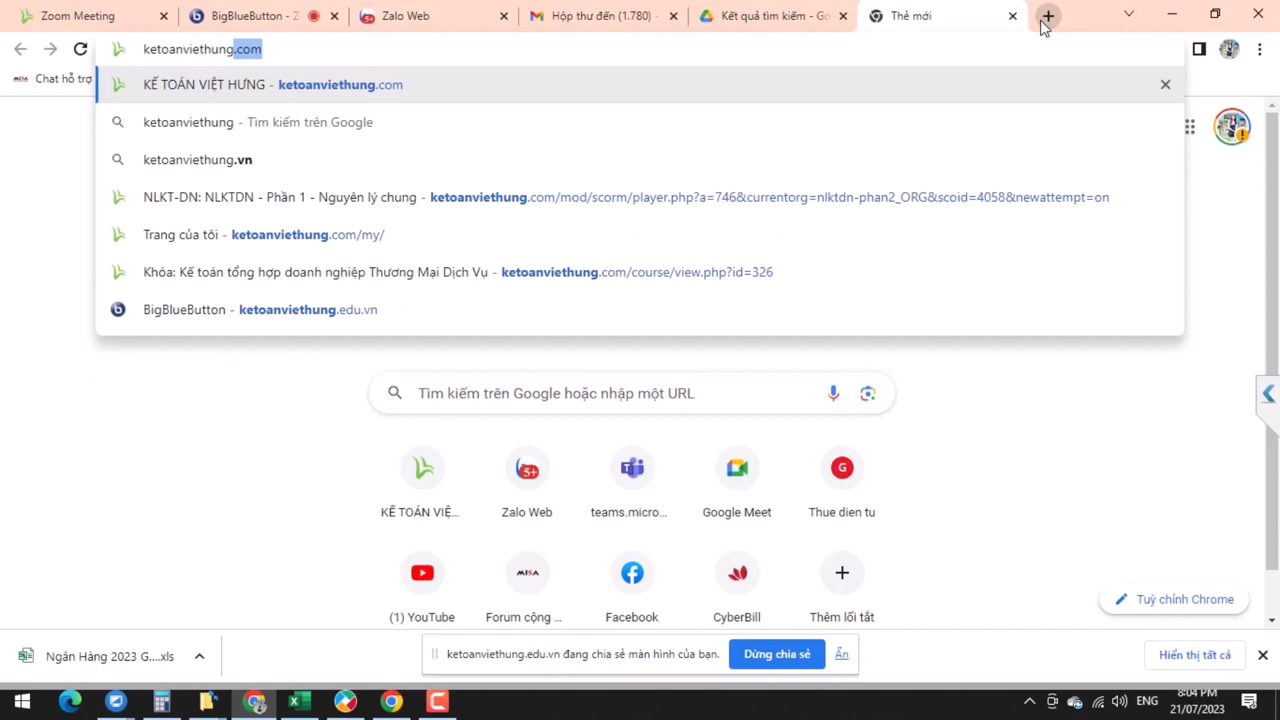 Zoom Meeting
BigBlueButton - Z
Zalo Web
Hộp thư đến (1.780) -
Kết quả tìm kiếm - Go
Thẻ mới
ketoanviethung.com
Chat hỗ trợ
KẾ TOÁN VIỆT HƯNG - ketoanviethung.com
ketoanviethung - Tìm kiếm trên Google
ketoanviethung.vn
NLKT-DN: NLKTDN - Phần 1 - Nguyên lý chung - ketoanviethung.com/mod/scorm/player.php?a=746&currentorg=nlktdn-phan2_ORG&scoid=4058&newattempt=on
Trang của tôi - ketoanviethung.com/my/
Khóa: Kế toán tổng hợp doanh nghiệp Thương Mại Dịch Vụ - ketoanviethung.com/course/view.php?id=326
BigBlueButton - ketoanviethung.edu.vn
Tìm kiếm trên Google hoặc nhập một URL
5+
G
KẾ TOÁN VIỆ...
Zalo Web
teams.micro...
Google Meet
Thue dien tu
MISA
(1) YouTube
Forum cộng ...
Facebook
CyberBill
Thêm lối tắt
Tuỳ chỉnh Chrome
Ngân Hàng 2023 G....xls
ketoanviethung.edu.vn đang chia sẻ màn hình của bạn.
Dừng chia sẻ
Ẩn
Hiển thị tất cả
ENG
8:04 PM
21/07/2023